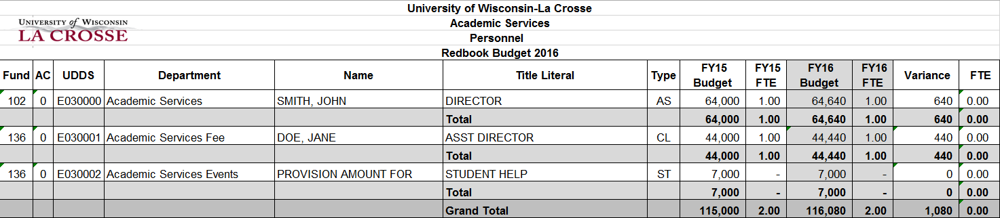 University of Wisconsin-La Crosse
UNIVERSITY of WISCONSIN
LA CROSSE
Academic Services
Personnel
Redbook Budget 2016
Fund AC UDDS Department Name Title Literal Type FY15 Budget FY15 FTE FY16 Budget FY16 FTE Variance FTE
102 0 E030000 Academic Services SMITH, JOHN DIRECTOR AS 64,000 1.00 64,640 1.00 640 0.00
Total 64,000 1.00 64,640 1.00 640 0.00
136 0 E030001 Academic Services Fee DOE, JANE ASST DIRECTOR CL 44,000 1.00 44,440 1.00 440 0.00
Total 44,000 1.00 44,440 1.00 440 0.00
136 0 E030002 Academic Services Events PROVISION AMOUNT FOR STUDENT HELP ST 7,000 - 7,000 - 0 0.00
Total 7,000 - 7,000 - 0 0.00
Grand Total 115,000 2.00 116,080 2.00 1,080 0.00